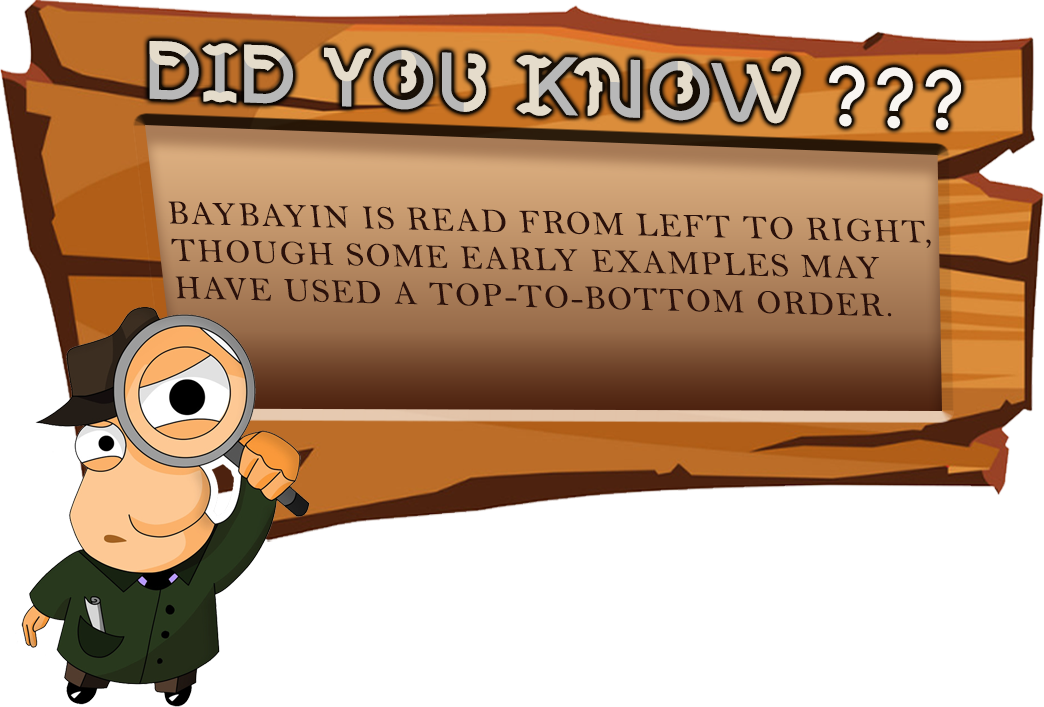 DID YOU KNOW ???
BAYBAYIN IS READ FROM LEFT TO RIGHT,
THOUGH SOME EARLY EXAMPLES MAY
HAVE USED A TOP-TO-BOTTOM ORDER.